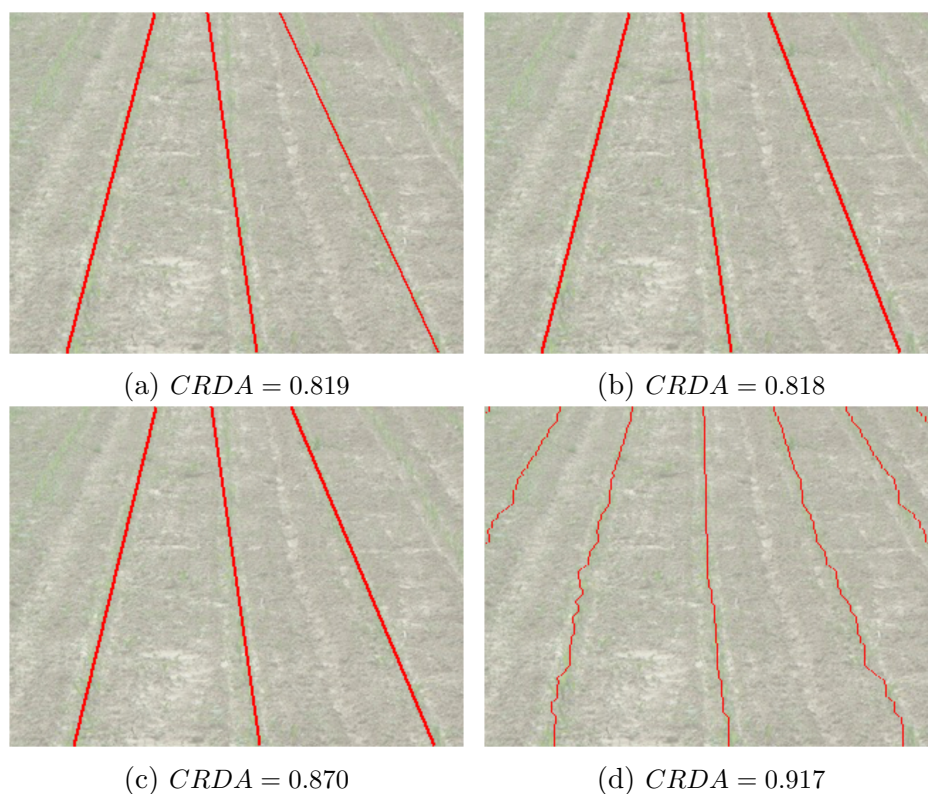 (a) CRDA = 0.819
(b) CRDA = 0.818
(c) CRDA = 0.870
(d) CRDA = 0.917